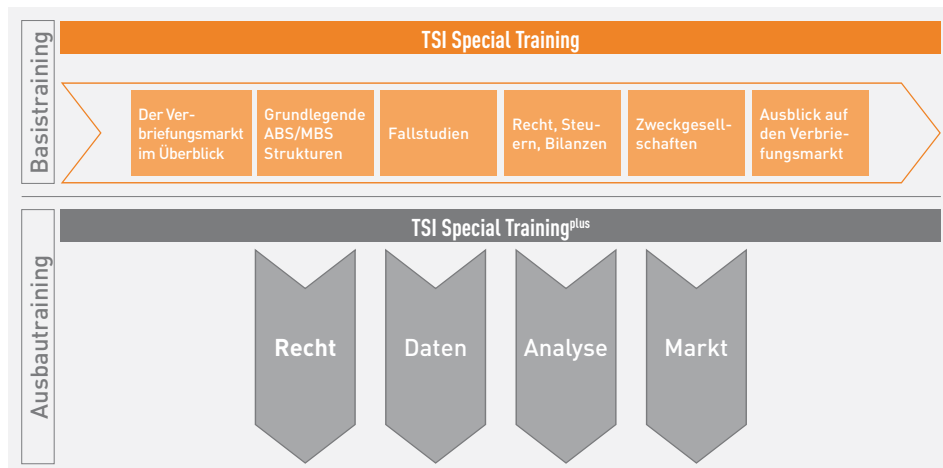 Basistraining
TSI Special Training
Der Ver-
briefungsmarkt
im Überblick
Grundlegende
ABS/MBS
Strukturen
Fallstudien
Recht, Steu-
ern, Bilanzen
Zweckgesell-
schaften
Ausblick auf
den Verbrie-
fungsmarkt
Ausbautraining
TSI Special Trainingplus
Recht
Daten
Analyse
Markt